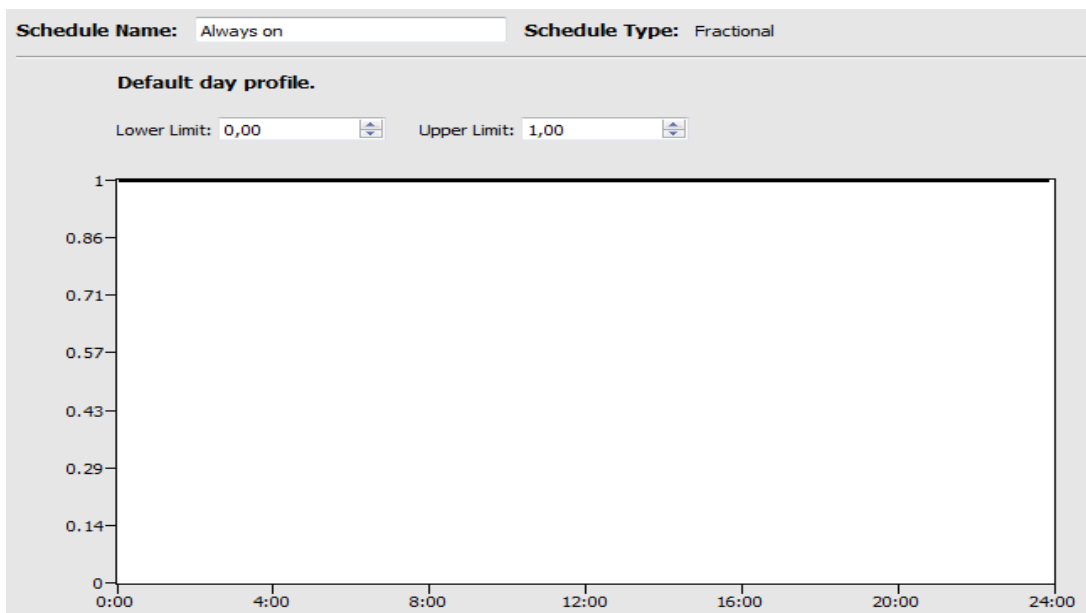 Schedule Name: Always on Schedule Type: Fractional
Default day profile.
Lower Limit: 0,00 Upper Limit: 1,00
1
0.86
0.71
0.57
0.43
0.29
0.14
0
0:00 4:00 8:00 12:00 16:00 20:00 24:00